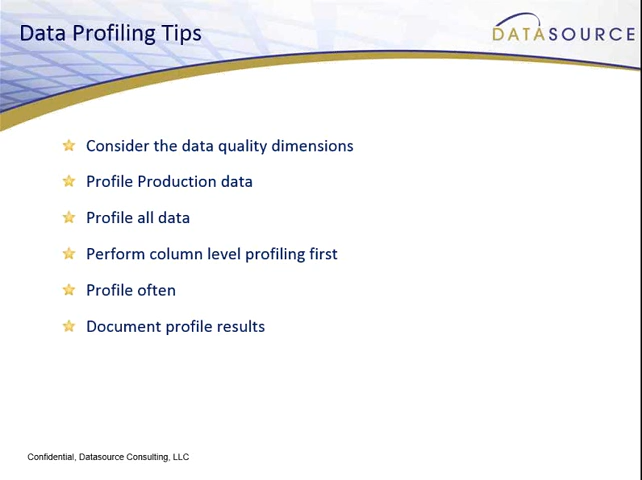 Data Profiling Tips
DATASOURCE
Consider the data quality dimensions
Profile Production data
Profile all data
Perform column level profiling first
Profile often
Document profile results
Confidential, Datasource Consulting, LLC